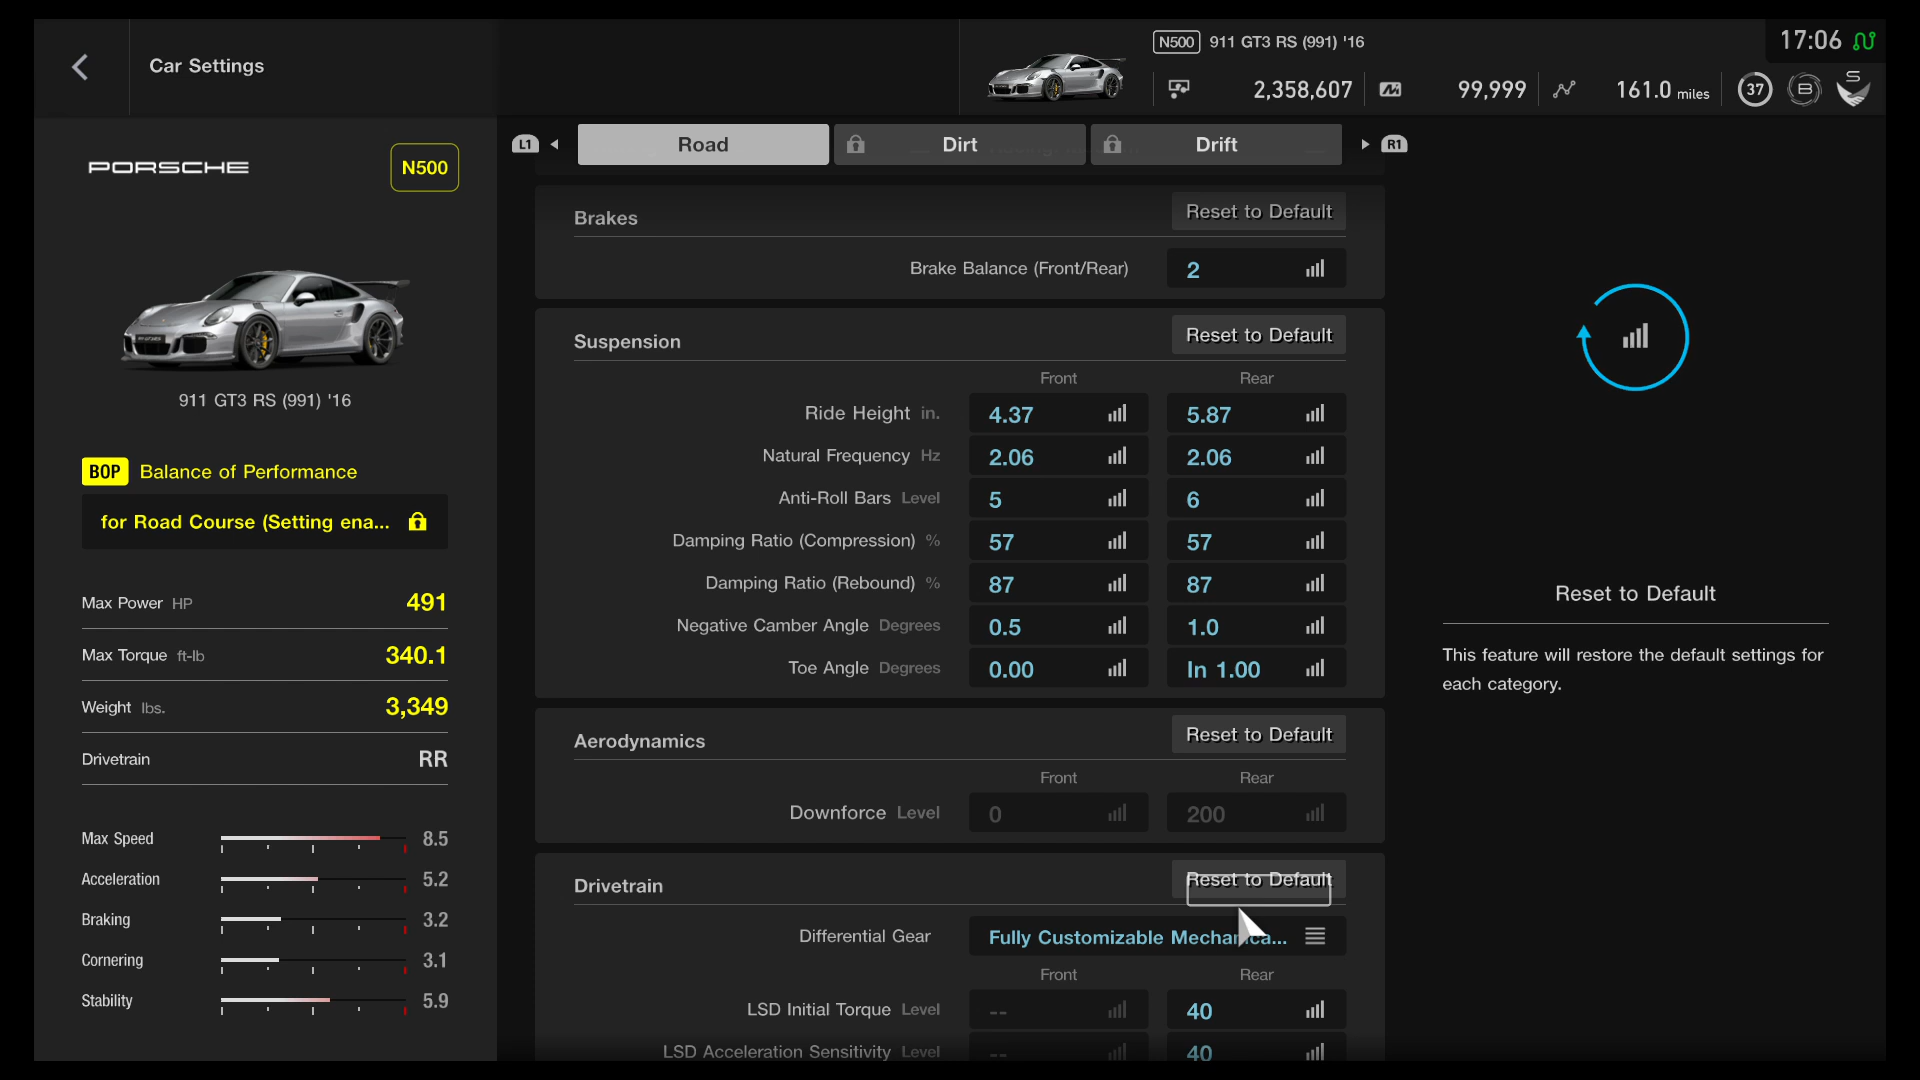 Car Settings
N500 911 GT3 RS (991) '16
17:06
2,358,607
99,999
161.0 miles
37
B
S
L1
Road
Dirt
Drift
R1
PORSCHE
N500
911 GT3 RS (991) '16
BOP Balance of Performance
for Road Course (Setting ena...
Max Power HP 491
Max Torque ft-lb 340.1
Weight lbs. 3,349
Drivetrain RR
Max Speed 8.5
Acceleration 5.2
Braking 3.2
Cornering 3.1
Stability 5.9
Brakes Reset to Default
Brake Balance (Front/Rear) 2
Suspension Reset to Default
Front Rear
Ride Height in. 4.37 5.87
Natural Frequency Hz 2.06 2.06
Anti-Roll Bars Level 5 6
Damping Ratio (Compression) % 57 57
Damping Ratio (Rebound) % 87 87
Negative Camber Angle Degrees 0.5 1.0
Toe Angle Degrees 0.00 In 1.00
Aerodynamics Reset to Default
Front Rear
Downforce Level 0 200
Drivetrain Reset to Default
Differential Gear Fully Customizable Mechanica...
Front Rear
LSD Initial Torque Level -- 40
LSD Acceleration Sensitivity Level -- 40
Reset to Default
This feature will restore the default settings for
each category.